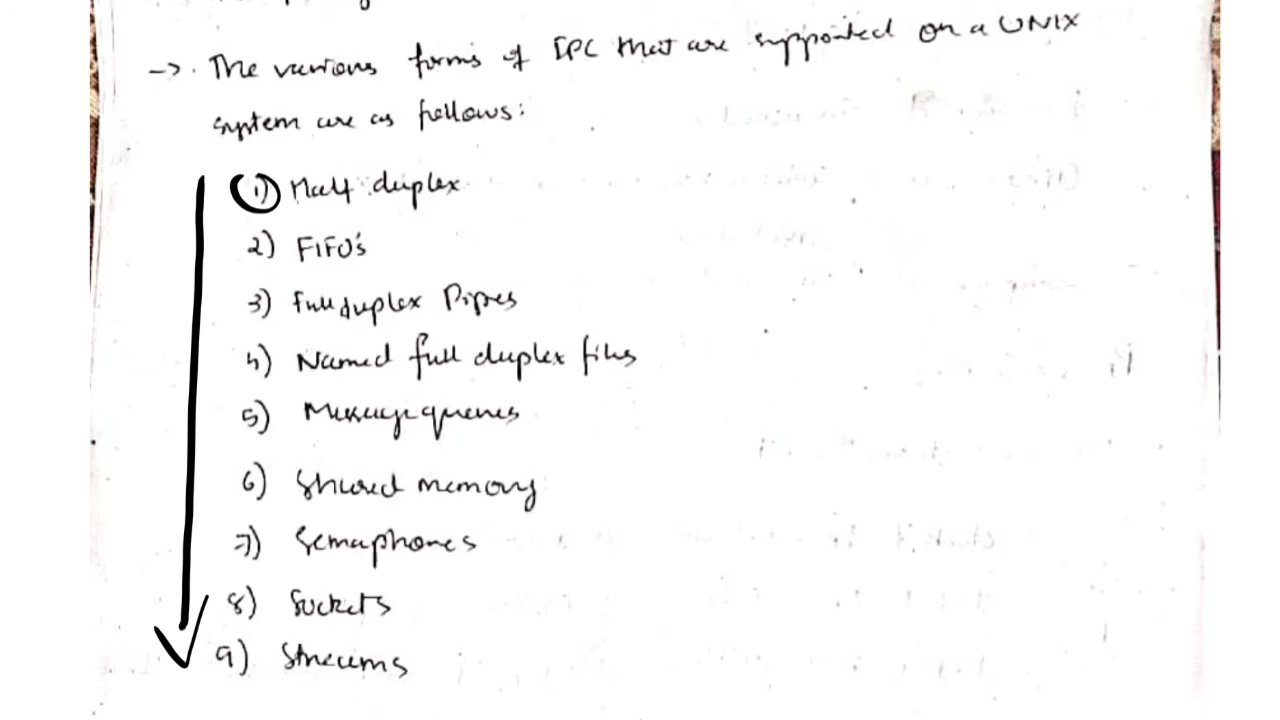 → The various forms of IPC that are supported on a UNIX
system are as follows:
1) Half duplex
2) FIFO's
3) Full duplex Pipes
4) Named full duplex files
5) Message queues
6) Shared memory
7) Semaphores
8) Sockets
9) Streams